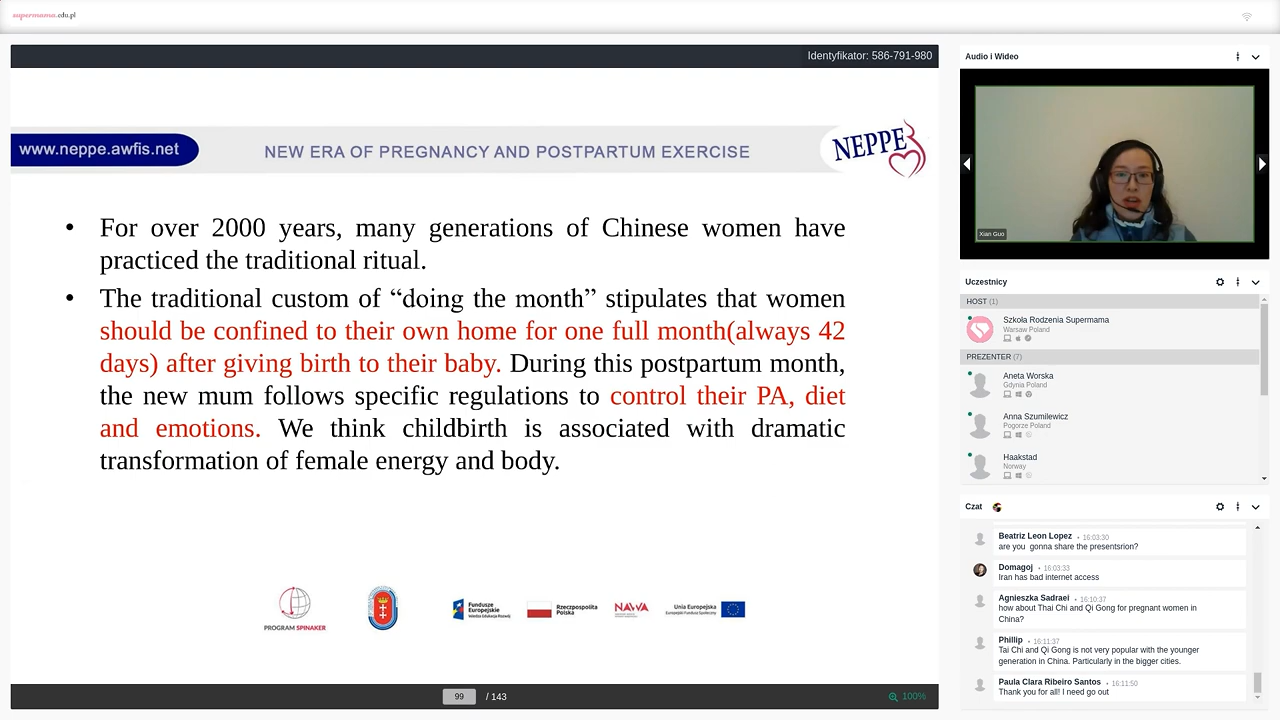 supermama.edu.pl
Identyfikator: 586-791-980
www.neppe.awfis.net
NEW ERA OF PREGNANCY AND POSTPARTUM EXERCISE
NEPPE
• For over 2000 years, many generations of Chinese women have
practiced the traditional ritual.
• The traditional custom of “doing the month” stipulates that women
should be confined to their own home for one full month(always 42
days) after giving birth to their baby. During this postpartum month,
the new mum follows specific regulations to control their PA, diet
and emotions. We think childbirth is associated with dramatic
transformation of female energy and body.
PROGRAM SPINAKER
Fundusze
Europejskie
Wiedza Edukacja Rozwój
Rzeczpospolita
Polska
NAWA
Unia Europejska
Europejski Fundusz Społeczny
99 / 143
100%
Audio i Wideo
Xian Guo
Uczestnicy
HOST (1)
Szkoła Rodzenia Supermama
Warsaw Poland
PREZENTER (7)
Aneta Worska
Gdynia Poland
Anna Szumilewicz
Pogorze Poland
Haakstad
Norway
Czat
Beatriz Leon Lopez • 16:03:30
are you gonna share the presentsrion?
Domagoj • 16:03:33
Iran has bad internet access
Agnieszka Sadraei • 16:10:37
how about Thai Chi and Qi Gong for pregnant women in
China?
Phillip • 16:11:37
Tai Chi and Qi Gong is not very popular with the younger
generation in China. Particularly in the bigger cities.
Paula Clara Ribeiro Santos • 16:11:50
Thank you for all! I need go out